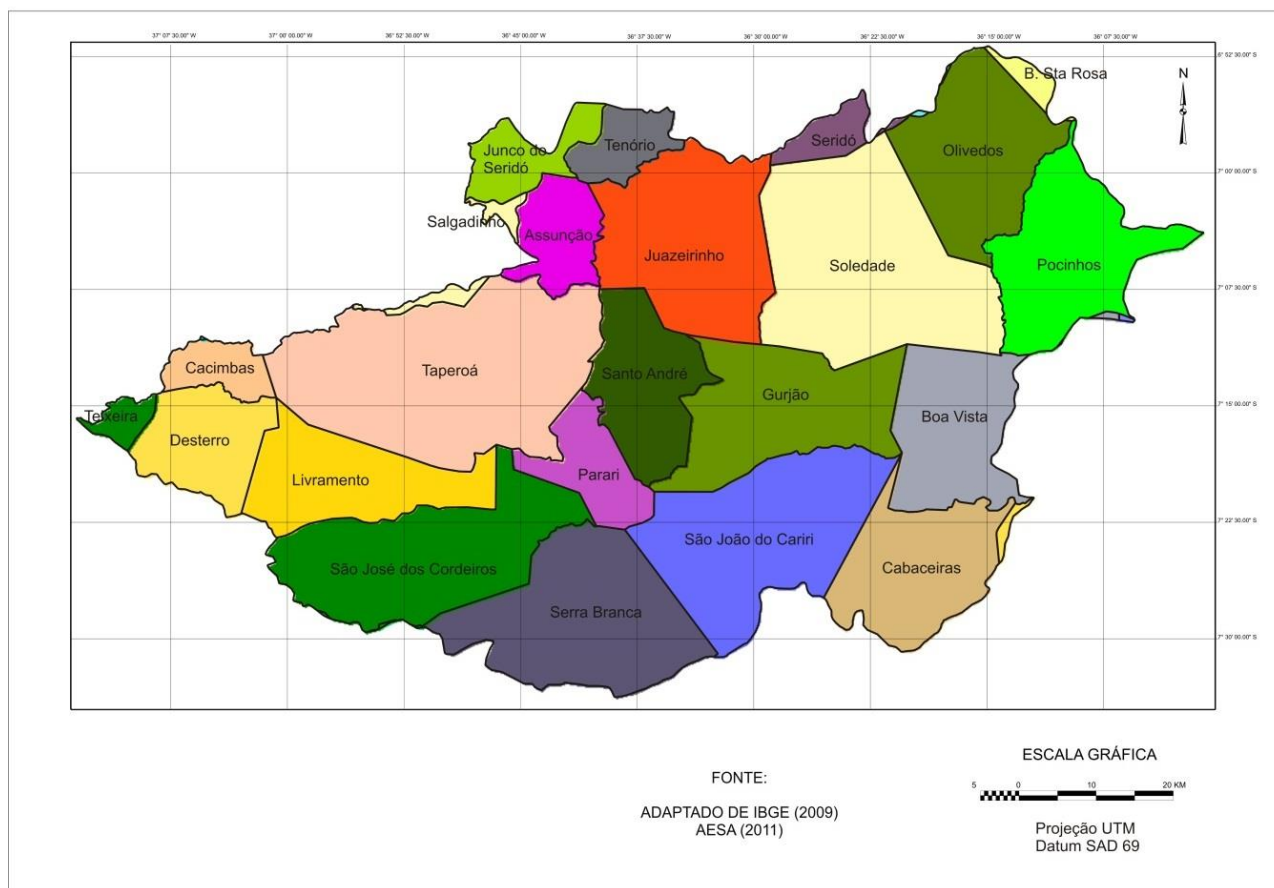 37° 07' 30.00" W
37° 00' 00.00" W
36° 52' 30.00" W
36° 45' 00.00" W
36° 37' 30.00" W
36° 30' 00.00" W
36° 22' 30.00" W
36° 15' 00.00" W
36° 07' 30.00" W
6° 52' 30.00" S
B. Sta Rosa
N
Seridó
Tenório
Olivedos
Junco do
Seridó
7° 00' 00.00" S
Salgadinho
Assunção
Juazeirinho
Soledade
Pocinhos
7° 07' 30.00" S
Cacimbas
Taperoá
Santo André
Gurjão
7° 15' 00.00" S
Teixeira
Boa Vista
Desterro
Livramento
Parari
7° 22' 30.00" S
São João do Cariri
São José dos Cordeiros
Cabaceiras
Serra Branca
7° 30' 00.00" S
ESCALA GRÁFICA
5 0 10 20 KM
FONTE:
ADAPTADO DE IBGE (2009)
AESA (2011)
Projeção UTM
Datum SAD 69